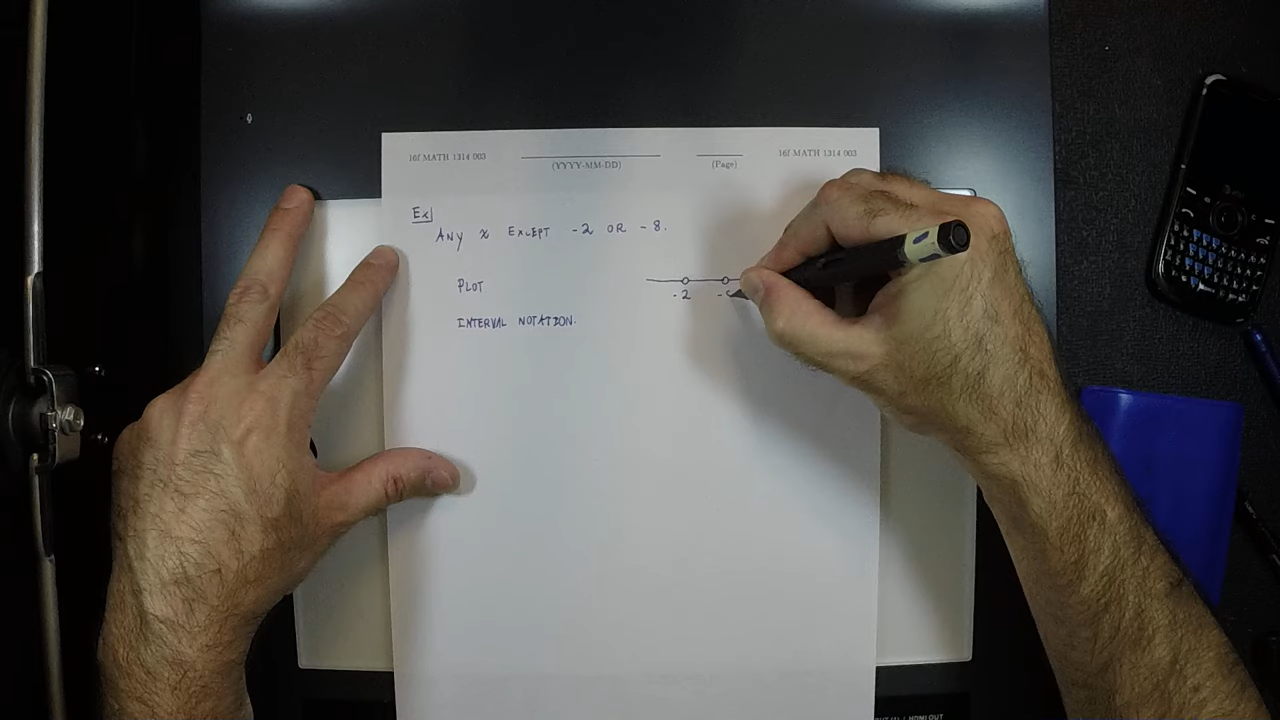 16f MATH 1314 003 (YYYY-MM-DD) (Page) 16f MATH 1314 003
Ex
ANY x EXCEPT -2 OR -8.
PLOT
-2
INTERVAL NOTATION.